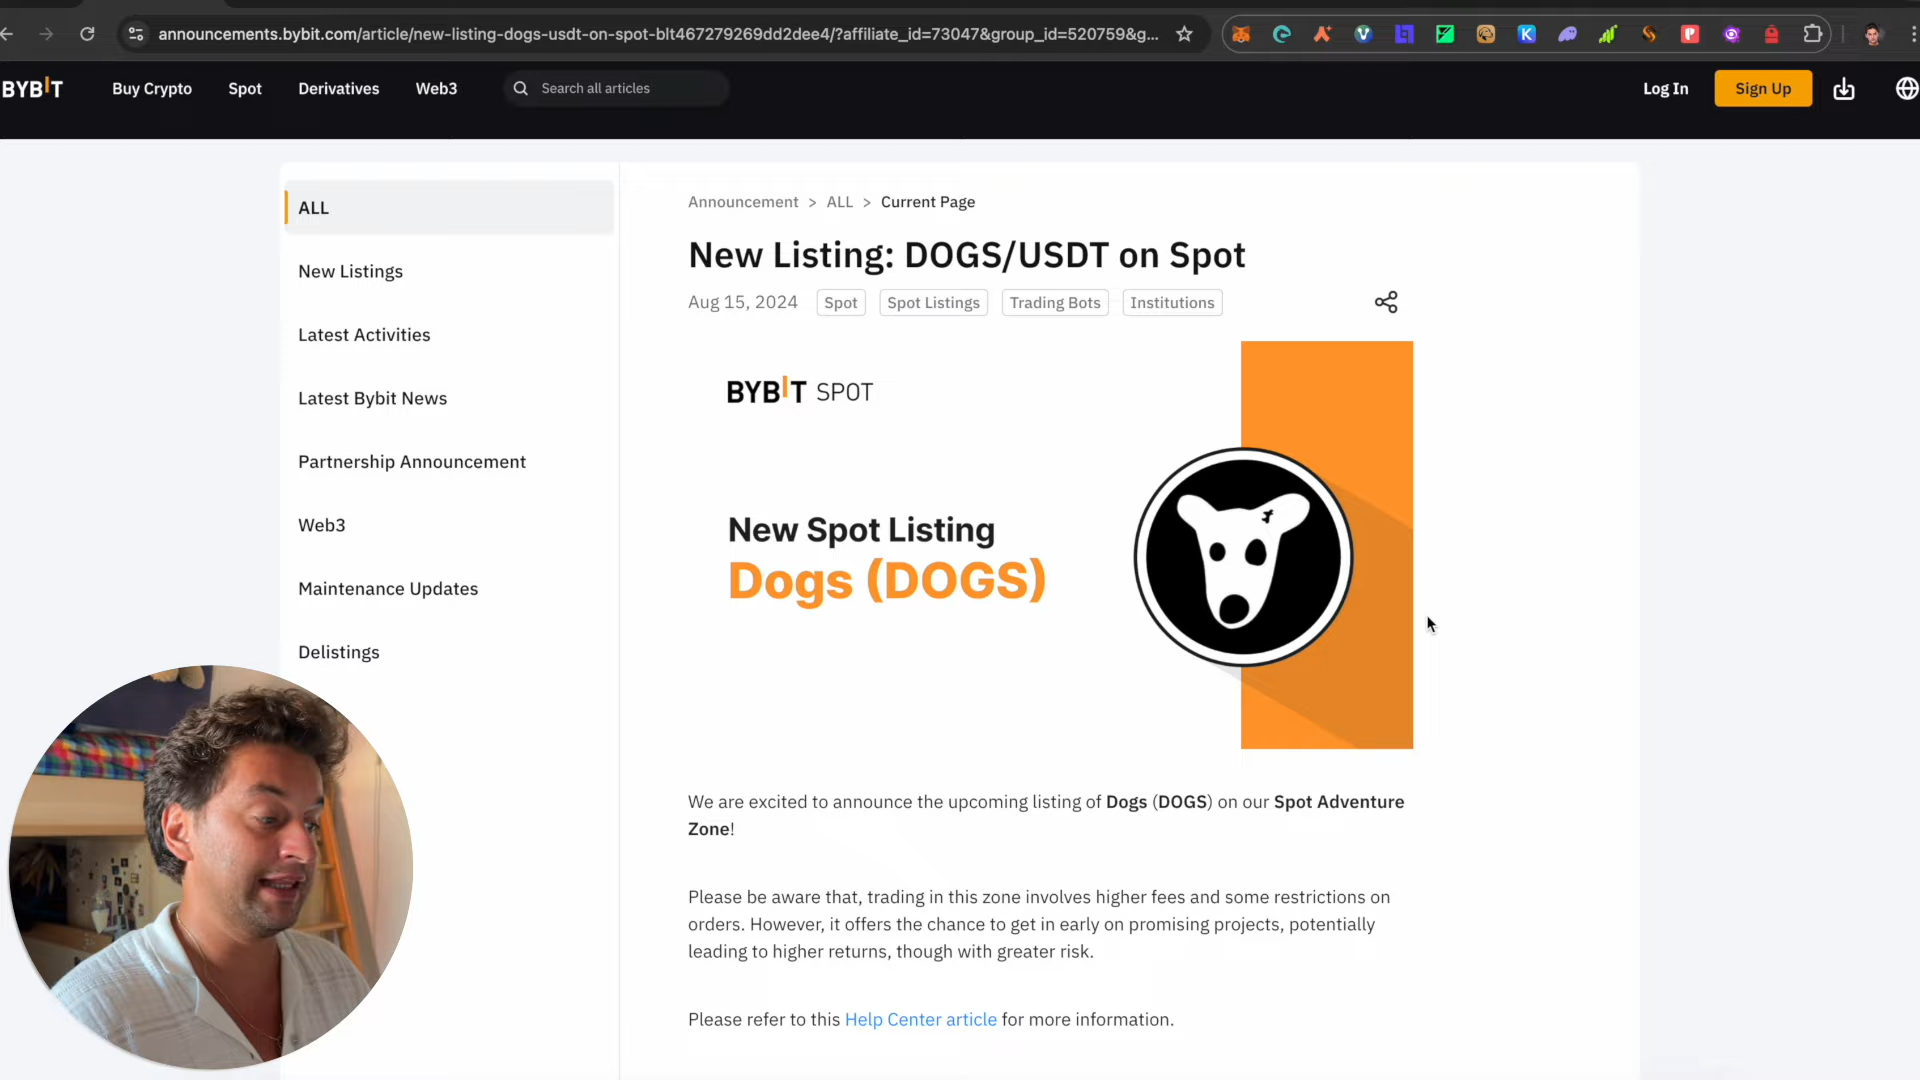 announcements.bybit.com/article/new-listing-dogs-usdt-on-spot-blt467279269dd2dee4/?affiliate_id=73047&group_id=520759&g...
BYBIT
Buy Crypto
Spot
Derivatives
Web3
Search all articles
Log In
Sign Up
ALL
New Listings
Latest Activities
Latest Bybit News
Partnership Announcement
Web3
Maintenance Updates
Delistings
Announcement > ALL > Current Page
New Listing: DOGS/USDT on Spot
Aug 15, 2024
Spot
Spot Listings
Trading Bots
Institutions
BYBIT SPOT
New Spot Listing
Dogs (DOGS)
We are excited to announce the upcoming listing of Dogs (DOGS) on our Spot Adventure
Zone!
Please be aware that, trading in this zone involves higher fees and some restrictions on
orders. However, it offers the chance to get in early on promising projects, potentially
leading to higher returns, though with greater risk.
Please refer to this Help Center article for more information.